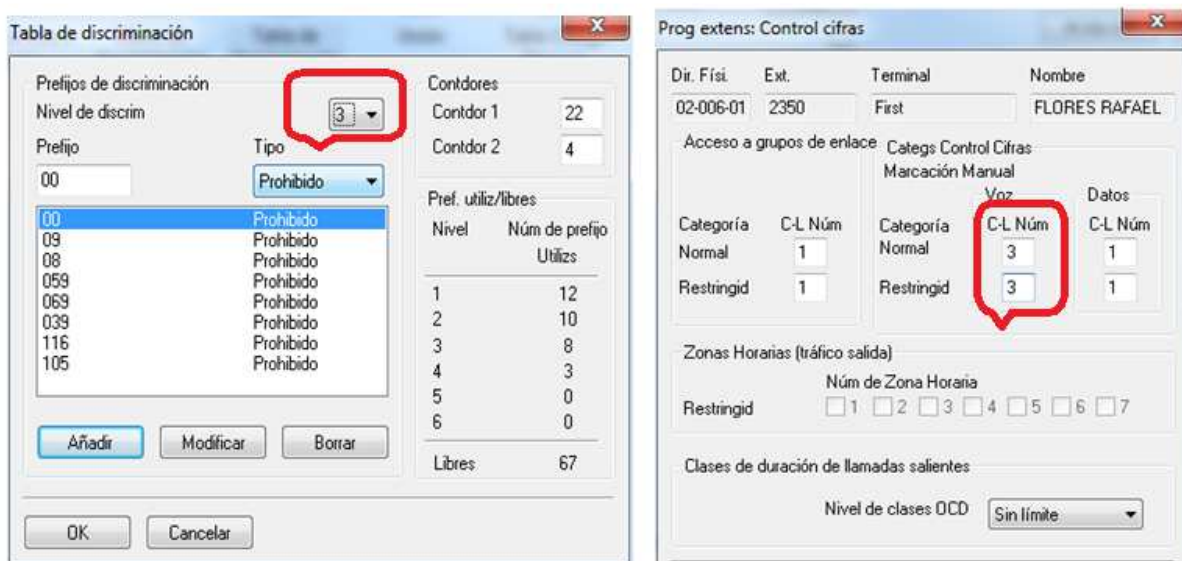 Tabla de discriminación
Prefijos de discriminación
Nivel de discrim 3
Prefijo Tipo
00 Prohibido
00 Prohibido
09 Prohibido
08 Prohibido
059 Prohibido
069 Prohibido
039 Prohibido
116 Prohibido
105 Prohibido
Añadir Modificar Borrar
Contdores
Contdor 1 22
Contdor 2 4
Pref. utiliz/libres
Nivel Núm de prefijo
Utilizs
1 12
2 10
3 8
4 3
5 0
6 0
Libres 67
OK Cancelar
Prog extens: Control cifras
Dir. Físi. Ext. Terminal Nombre
02-006-01 2350 First FLORES RAFAEL
Acceso a grupos de enlace
Categoría C-L Núm
Normal 1
Restringid 1
Categs Control Cifras
Marcación Manual
Voz Datos
Categoría C-L Núm C-L Núm
Normal 3 1
Restringid 3 1
Zonas Horarias (tráfico salida)
Núm de Zona Horaria
Restringid 1 2 3 4 5 6 7
Clases de duración de llamadas salientes
Nivel de clases OCD Sin límite